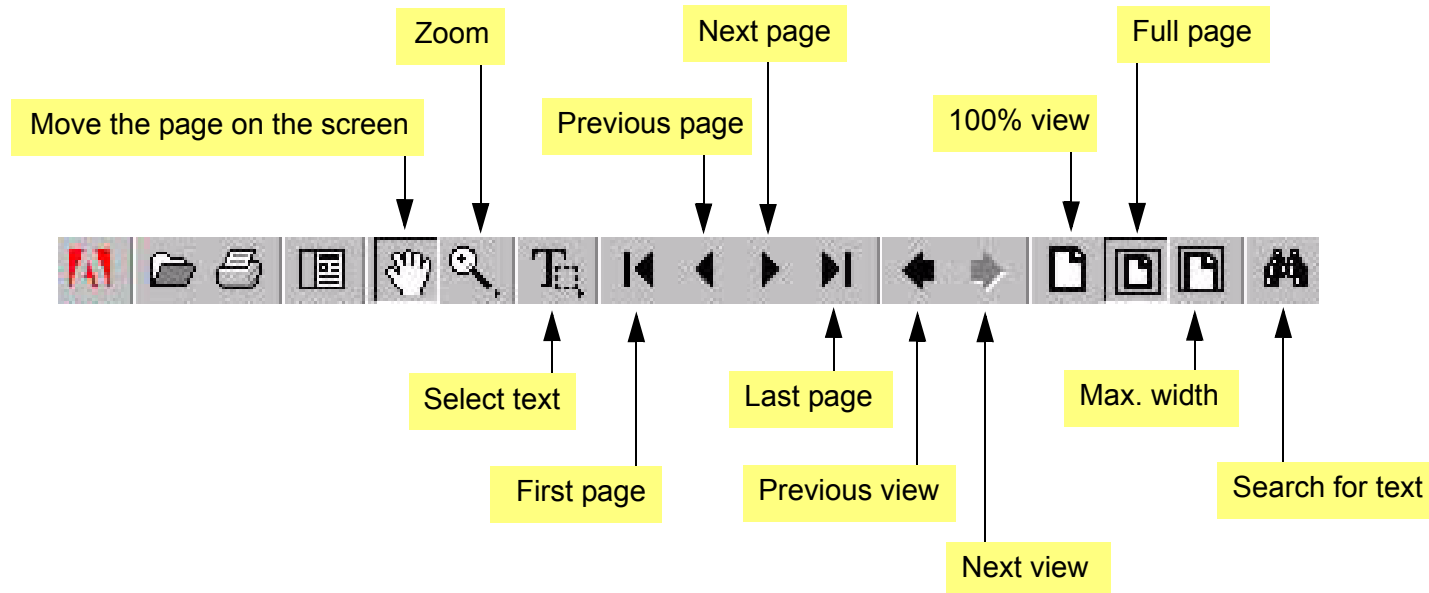 Zoom
Next page
Full page
Move the page on the screen
Previous page
100% view
Select text
Last page
Max. width
First page
Previous view
Search for text
Next view